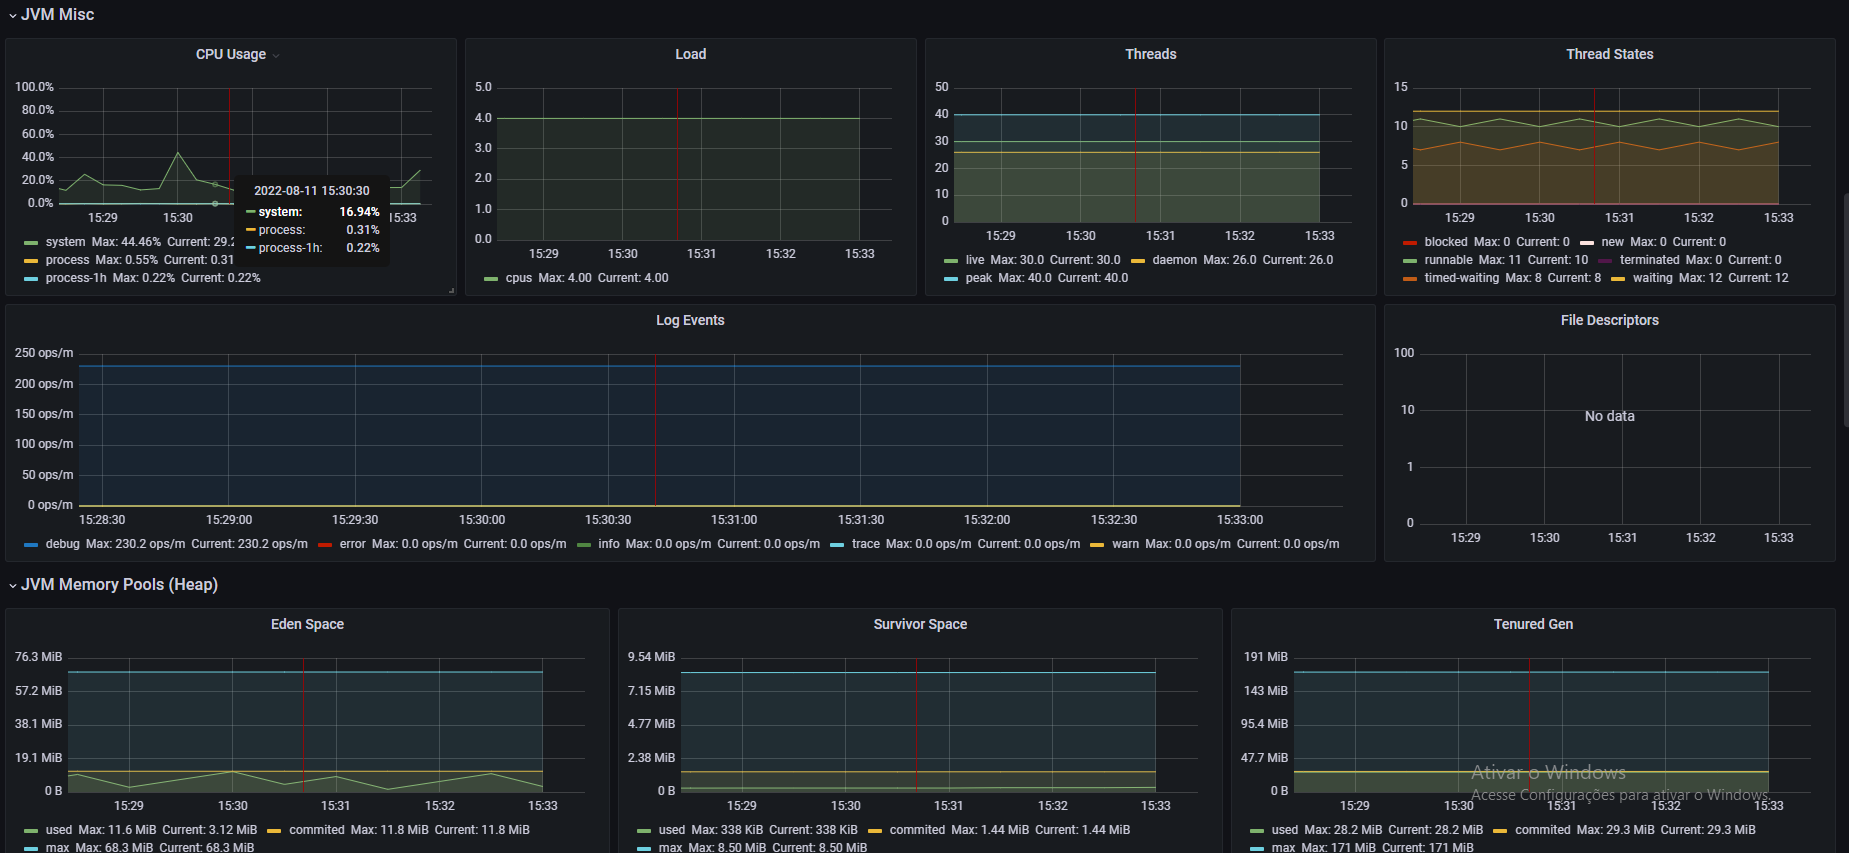 JVM Misc
CPU Usage
100.0%
80.0%
60.0%
40.0%
20.0%
0.0%
15:29
15:30
15:33
2022-08-11 15:30:30
system: 16.94%
process: 0.31%
process-1h: 0.22%
system Max: 44.46% Current: 29.2
process Max: 0.55% Current: 0.31
process-1h Max: 0.22% Current: 0.22%
Load
5.0
4.0
3.0
2.0
1.0
0.0
15:29 15:30 15:31 15:32 15:33
cpus Max: 4.00 Current: 4.00
Threads
50
40
30
20
10
0
15:29 15:30 15:31 15:32 15:33
live Max: 30.0 Current: 30.0 daemon Max: 26.0 Current: 26.0
peak Max: 40.0 Current: 40.0
Thread States
15
10
5
0
15:29 15:30 15:31 15:32 15:33
blocked Max: 0 Current: 0 new Max: 0 Current: 0
runnable Max: 11 Current: 10 terminated Max: 0 Current: 0
timed-waiting Max: 8 Current: 8 waiting Max: 12 Current: 12
Log Events
250 ops/m
200 ops/m
150 ops/m
100 ops/m
50 ops/m
0 ops/m
15:28:30 15:29:00 15:29:30 15:30:00 15:30:30 15:31:00 15:31:30 15:32:00 15:32:30 15:33:00
debug Max: 230.2 ops/m Current: 230.2 ops/m error Max: 0.0 ops/m Current: 0.0 ops/m info Max: 0.0 ops/m Current: 0.0 ops/m trace Max: 0.0 ops/m Current: 0.0 ops/m warn Max: 0.0 ops/m Current: 0.0 ops/m
File Descriptors
100
10
1
0
No data
15:29 15:30 15:31 15:32 15:33
JVM Memory Pools (Heap)
Eden Space
76.3 MiB
57.2 MiB
38.1 MiB
19.1 MiB
0 B
15:29 15:30 15:31 15:32 15:33
used Max: 11.6 MiB Current: 3.12 MiB commited Max: 11.8 MiB Current: 11.8 MiB
max Max: 68.3 MiB Current: 68.3 MiB
Survivor Space
9.54 MiB
7.15 MiB
4.77 MiB
2.38 MiB
0 B
15:29 15:30 15:31 15:32 15:33
used Max: 338 KiB Current: 338 KiB commited Max: 1.44 MiB Current: 1.44 MiB
max Max: 8.50 MiB Current: 8.50 MiB
Tenured Gen
191 MiB
143 MiB
95.4 MiB
47.7 MiB
0 B
15:29 15:30 15:31 15:32 15:33
used Max: 28.2 MiB Current: 28.2 MiB commited Max: 29.3 MiB Current: 29.3 MiB
max Max: 171 MiB Current: 171 MiB
Ativar o Windows
Acesse Configurações para ativar o Windows.